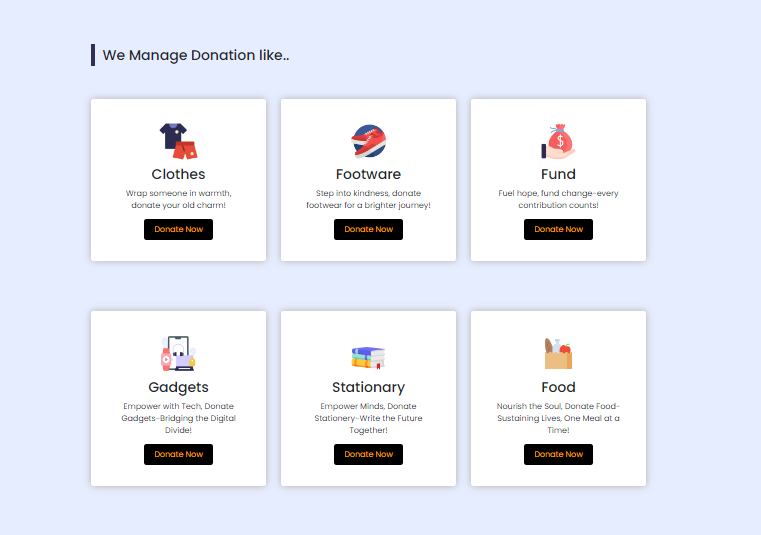 We Manage Donation like..
Clothes
Wrap someone in warmth,
donate your old charm!
Donate Now
Footware
Step into kindness, donate
footwear for a brighter journey!
Donate Now
Fund
Fuel hope, fund change-every
contribution counts!
Donate Now
Gadgets
Empower with Tech, Donate
Gadgets-Bridging the Digital
Divide!
Donate Now
Stationary
Empower Minds, Donate
Stationery-Write the Future
Together!
Donate Now
Food
Nourish the Soul, Donate Food-
Sustaining Lives, One Meal at a
Time!
Donate Now